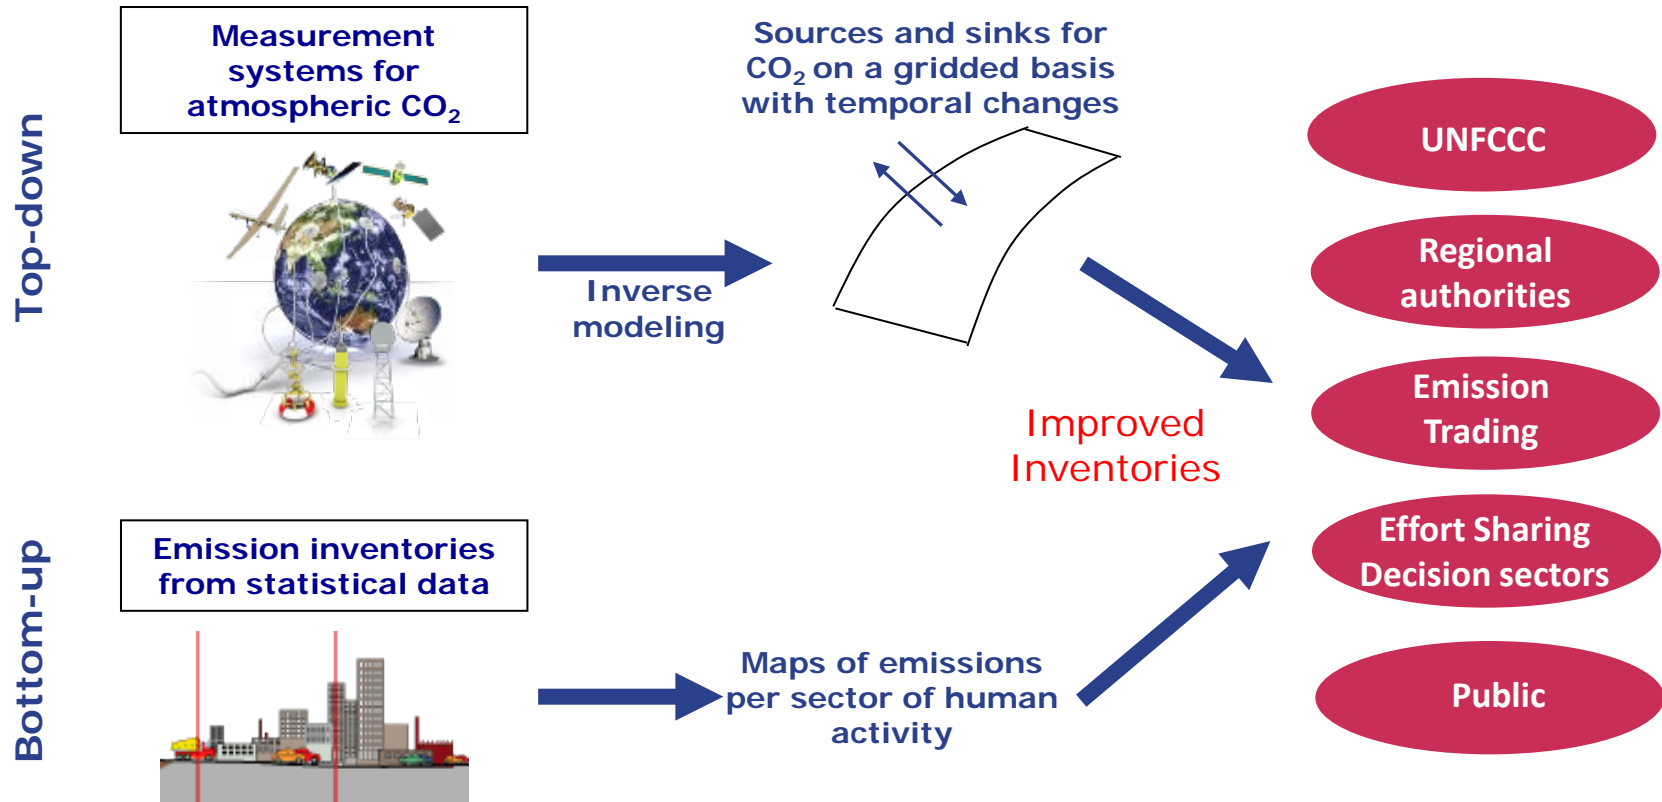 Top-down
Measurement
systems for
atmospheric CO₂
Inverse
modeling
Sources and sinks for
CO₂ on a gridded basis
with temporal changes
Bottom-up
Emission inventories
from statistical data
Maps of emissions
per sector of human
activity
Improved
Inventories
UNFCCC
Regional
authorities
Emission
Trading
Effort Sharing
Decision sectors
Public